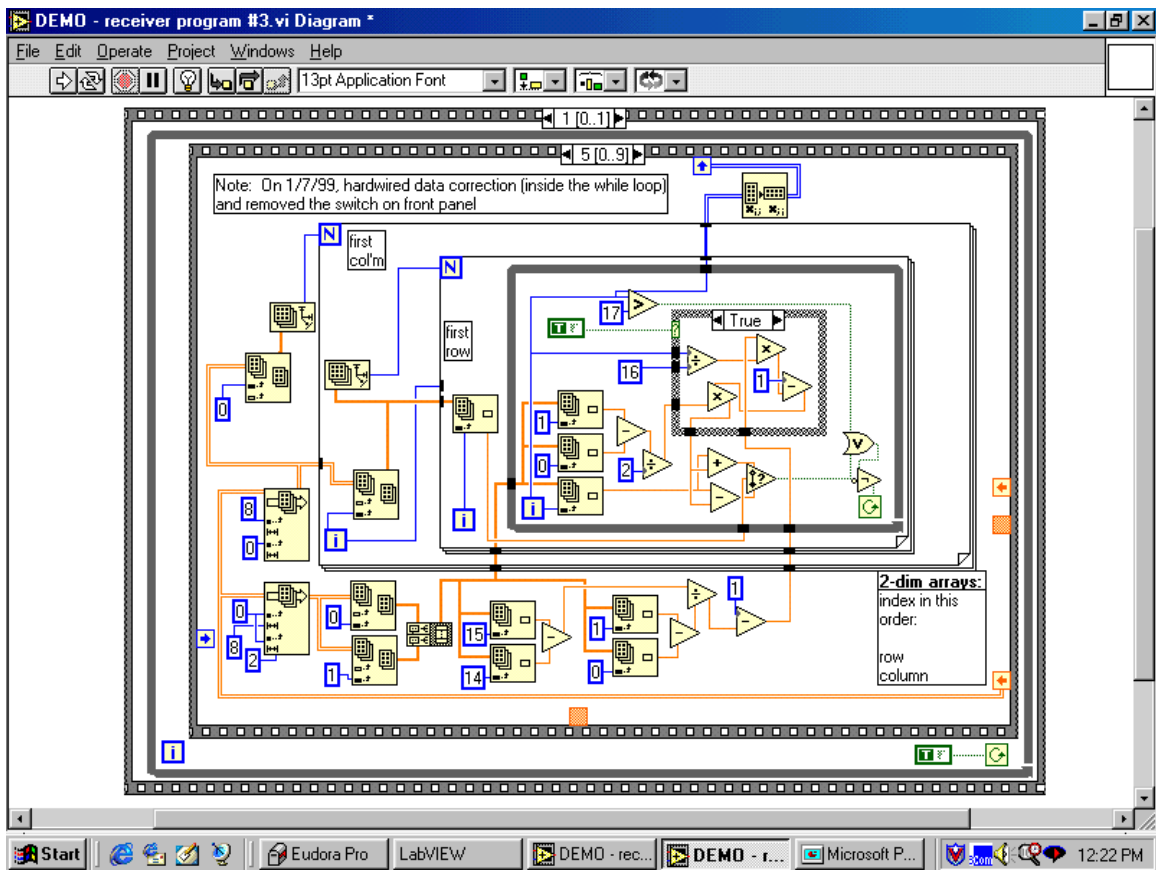 DEMO - receiver program #3.vi Diagram *
File Edit Operate Project Windows Help
13pt Application Font
1 [0..1]
5 [0..9]
Note: On 1/7/99, hardwired data correction (inside the while loop)
and removed the switch on front panel
N
first
col'm
N
17
True
T
first
row
16
1
0
1
0
2
i
8
0
i
i
0
8
2
0
1
15
14
1
0
1
2-dim arrays:
index in this
order:
row
column
i
T
Start
Eudora Pro
LabVIEW
DEMO - rec...
DEMO - r...
Microsoft P...
12:22 PM